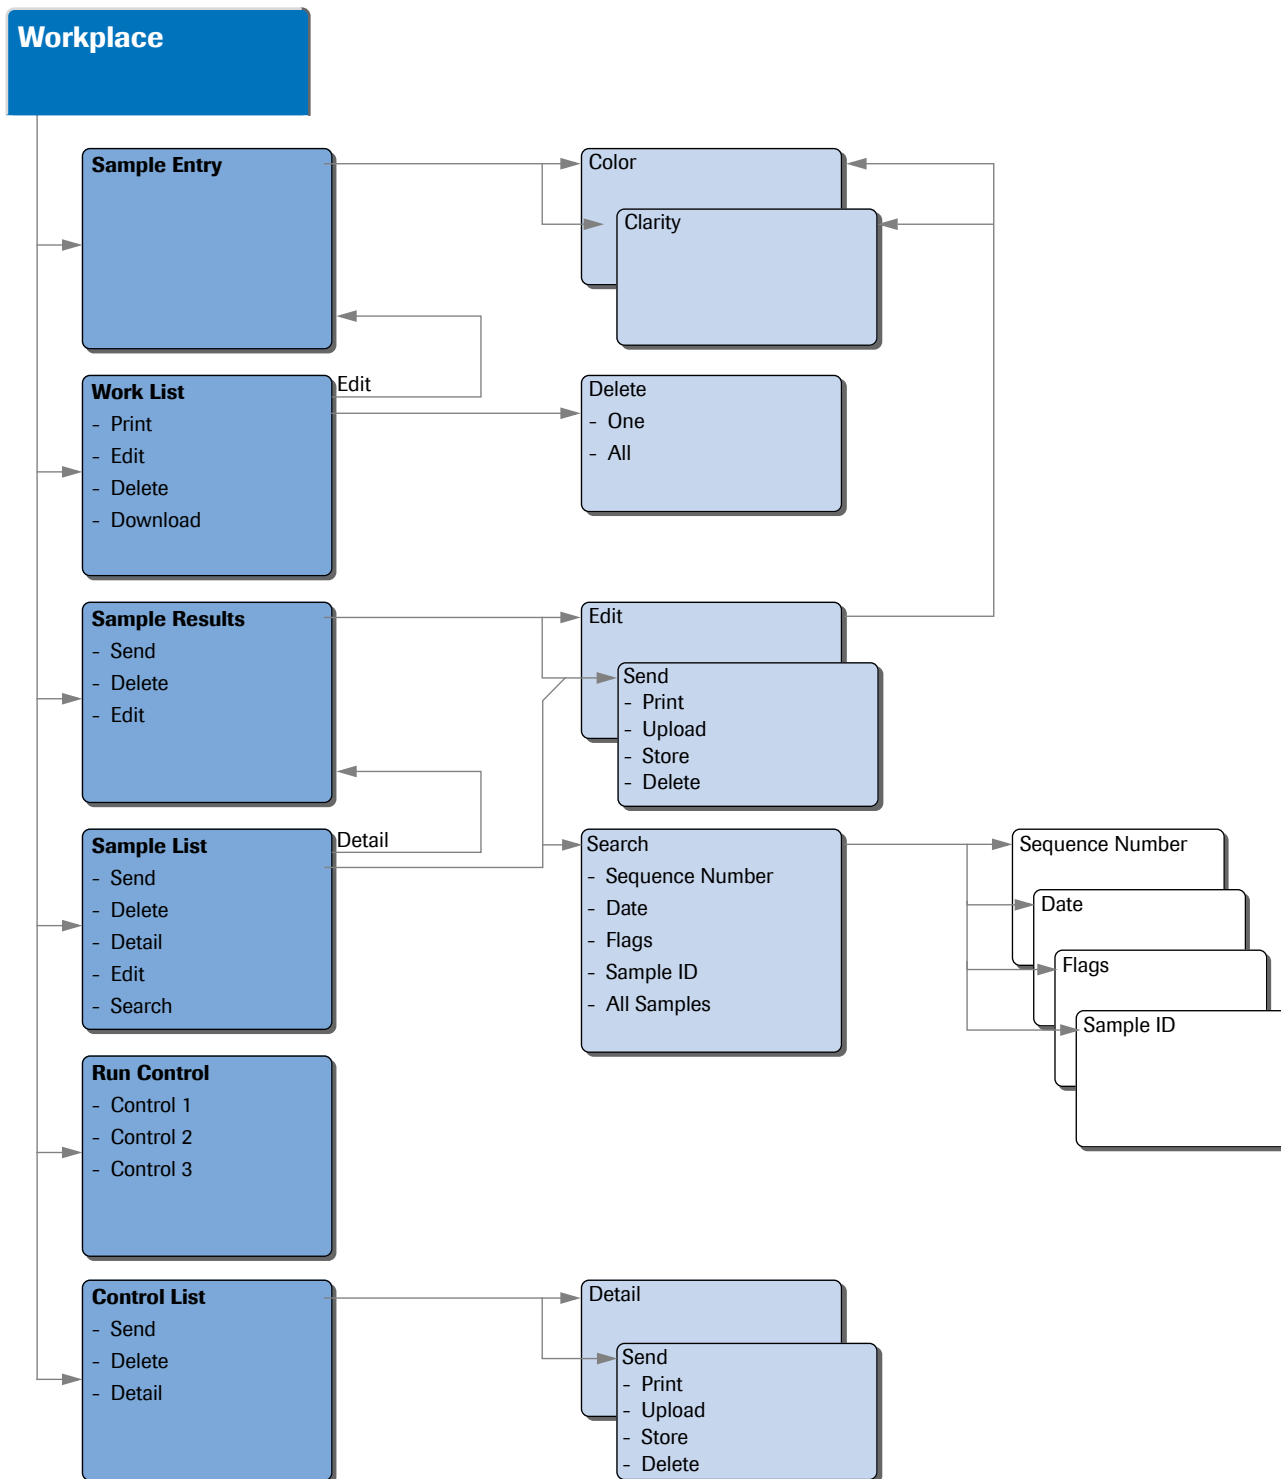 Workplace
Sample Entry
Color
Clarity
Work List
- Print
- Edit
- Delete
- Download
Edit
Delete
- One
- All
Sample Results
- Send
- Delete
- Edit
Edit
Send
- Print
- Upload
- Store
- Delete
Sample List
- Send
- Delete
- Detail
- Edit
- Search
Detail
Search
- Sequence Number
- Date
- Flags
- Sample ID
- All Samples
Sequence Number
Date
Flags
Sample ID
Run Control
- Control 1
- Control 2
- Control 3
Control List
- Send
- Delete
- Detail
Detail
Send
- Print
- Upload
- Store
- Delete